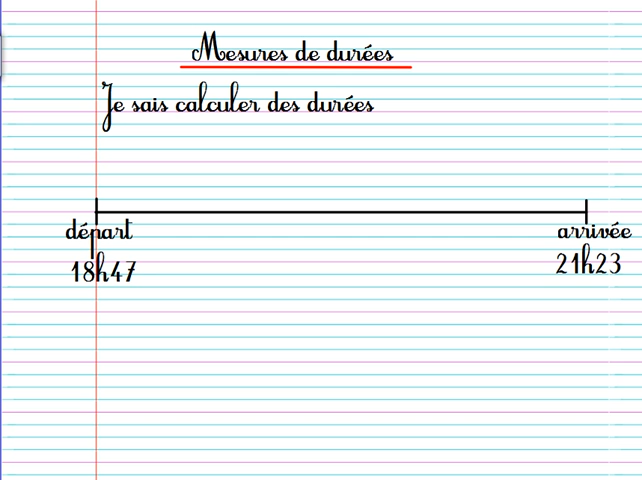 Mesures de durées
Je sais calculer des durées
départ arrivée
18h47 21h23